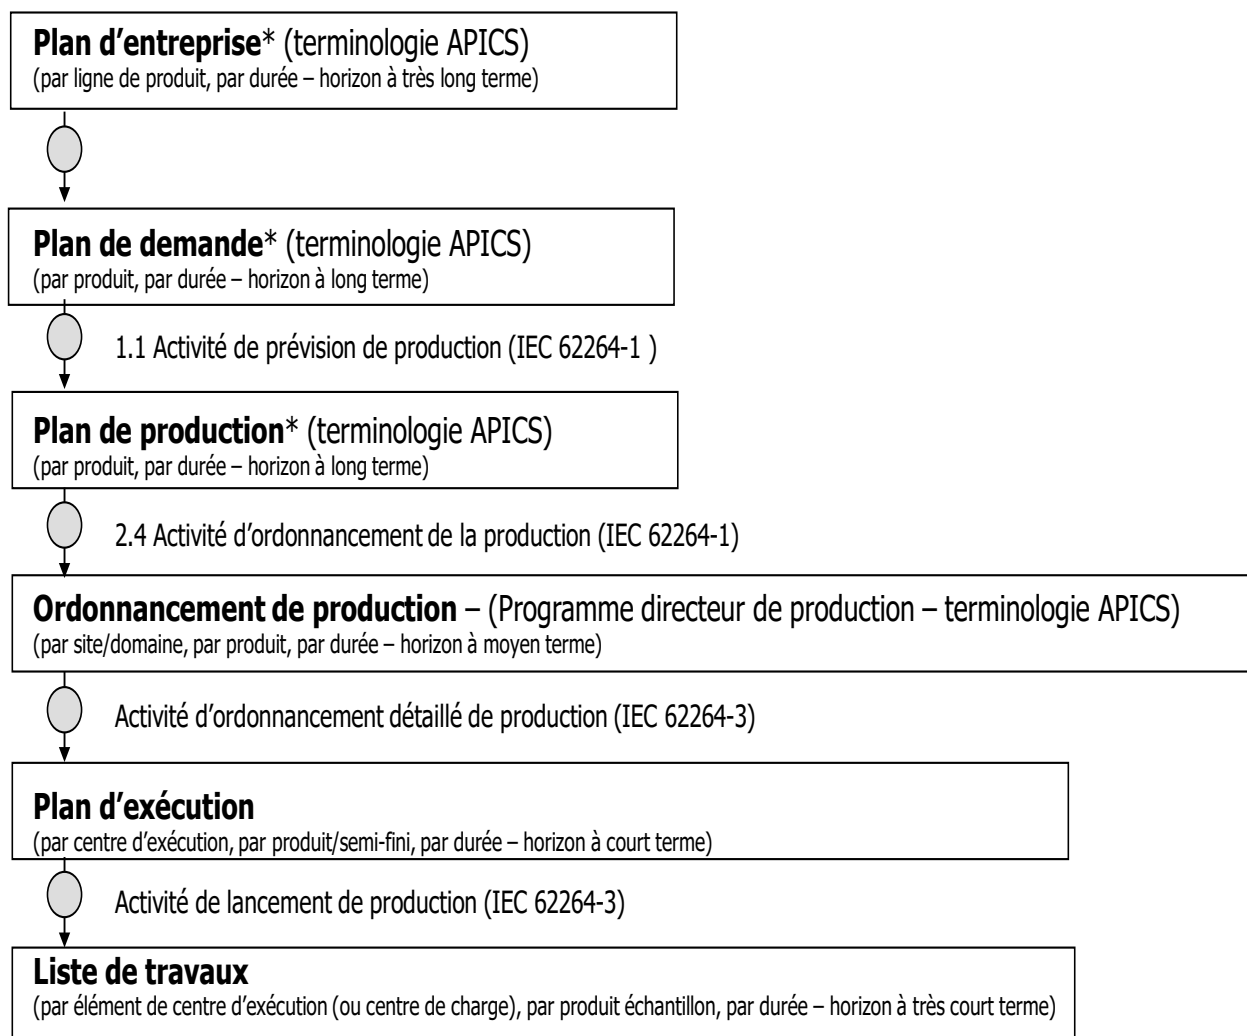 Plan d’entreprise* (terminologie APICS)
(par ligne de produit, par durée – horizon à très long terme)
Plan de demande* (terminologie APICS)
(par produit, par durée – horizon à long terme)
1.1 Activité de prévision de production (IEC 62264-1 )
Plan de production* (terminologie APICS)
(par produit, par durée – horizon à long terme)
2.4 Activité d’ordonnancement de la production (IEC 62264-1)
Ordonnancement de production – (Programme directeur de production – terminologie APICS)
(par site/domaine, par produit, par durée – horizon à moyen terme)
Activité d’ordonnancement détaillé de production (IEC 62264-3)
Plan d’exécution
(par centre d’exécution, par produit/semi-fini, par durée – horizon à court terme)
Activité de lancement de production (IEC 62264-3)
Liste de travaux
(par élément de centre d’exécution (ou centre de charge), par produit échantillon, par durée – horizon à très court terme)